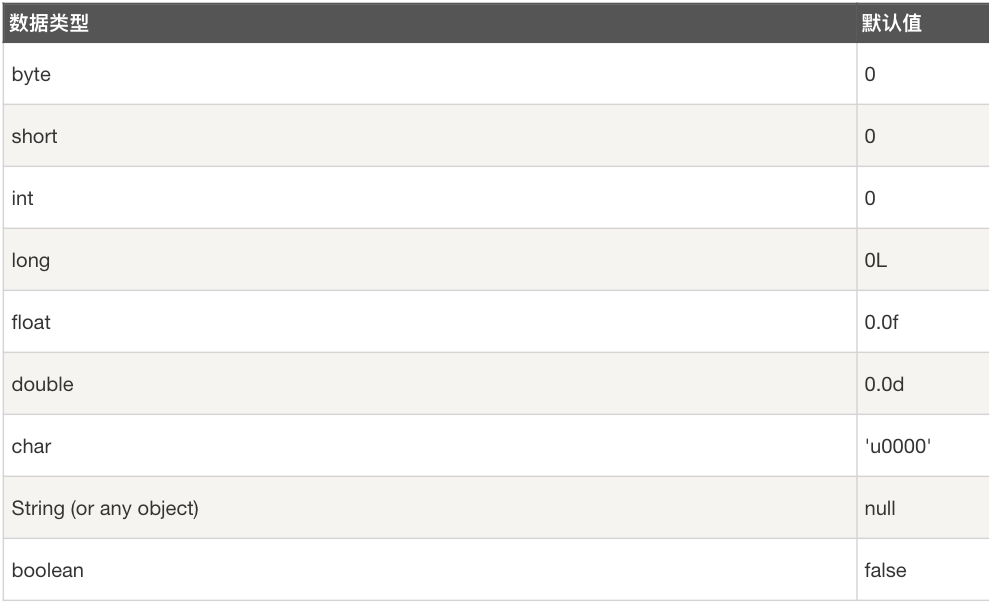 数据类型 默认值
byte 0
short 0
int 0
long 0L
float 0.0f
double 0.0d
char 'u0000'
String (or any object) null
boolean false